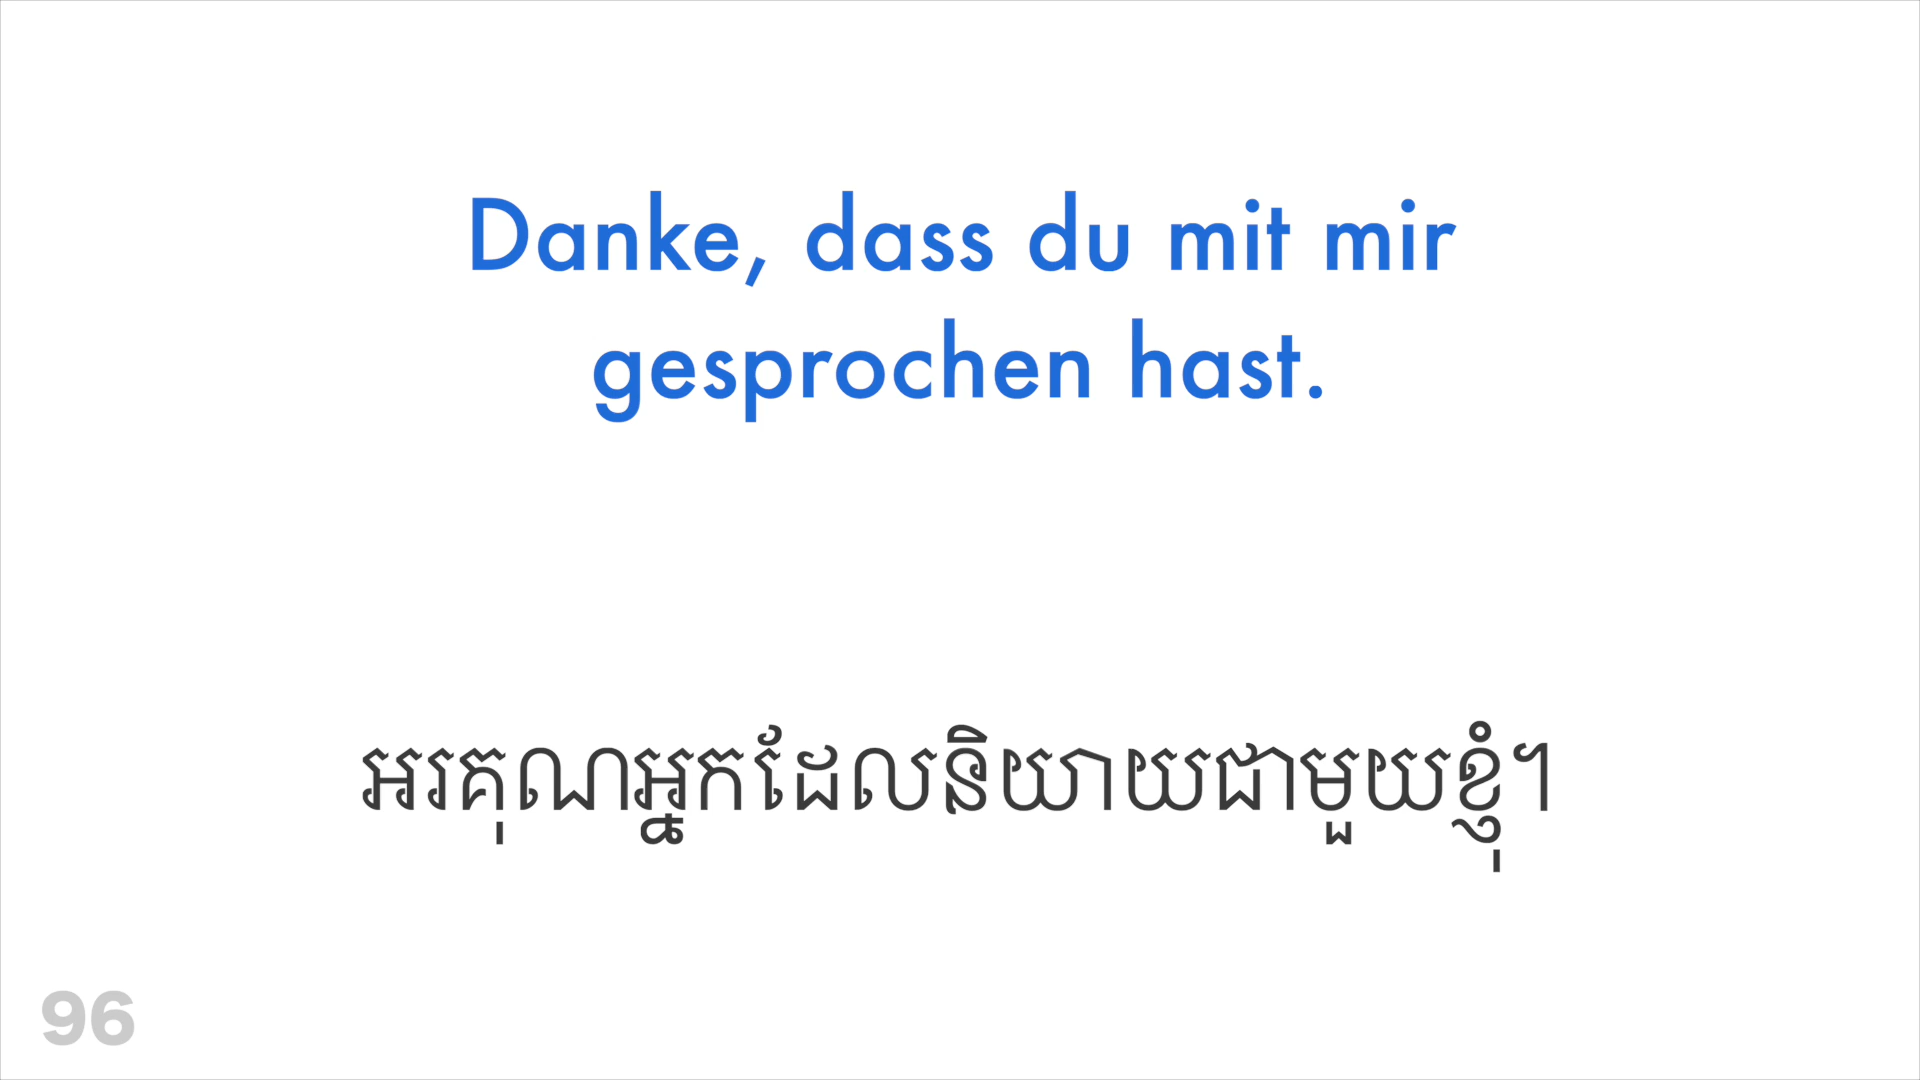 Danke, dass du mit mir
gesprochen hast.
អរគុណអ្នកដែលនិយាយជាមួយខ្ញុំ។
96